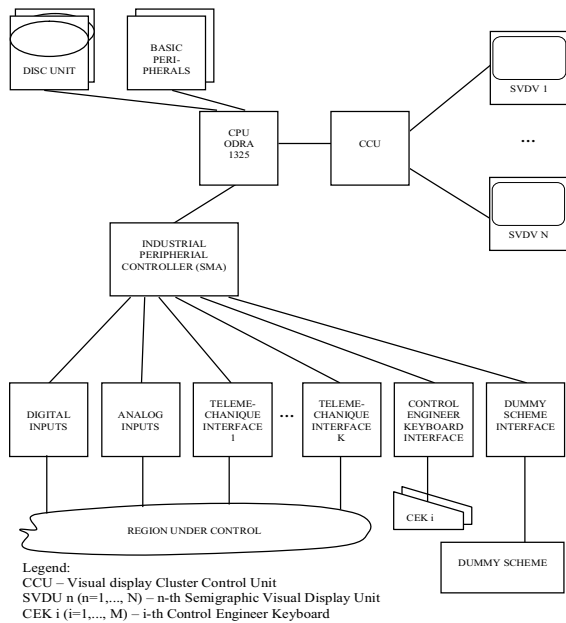 DISC UNIT
BASIC
PERI-
PHERALS
CPU
ODRA
1325
CCU
SVDV 1
...
SVDV N
INDUSTRIAL
PERIPHERIAL
CONTROLLER (SMA)
DIGITAL
INPUTS
ANALOG
INPUTS
TELEME-
CHANIQUE
INTERFACE
1
...
TELEME-
CHANIQUE
INTERFACE
K
CONTROL
ENGINEER
KEYBOARD
INTERFACE
DUMMY
SCHEME
INTERFACE
REGION UNDER CONTROL
CEK i
DUMMY SCHEME
Legend:
CCU – Visual display Cluster Control Unit
SVDU n (n=1,..., N) – n-th Semigraphic Visual Display Unit
CEK i (i=1,..., M) – i-th Control Engineer Keyboard